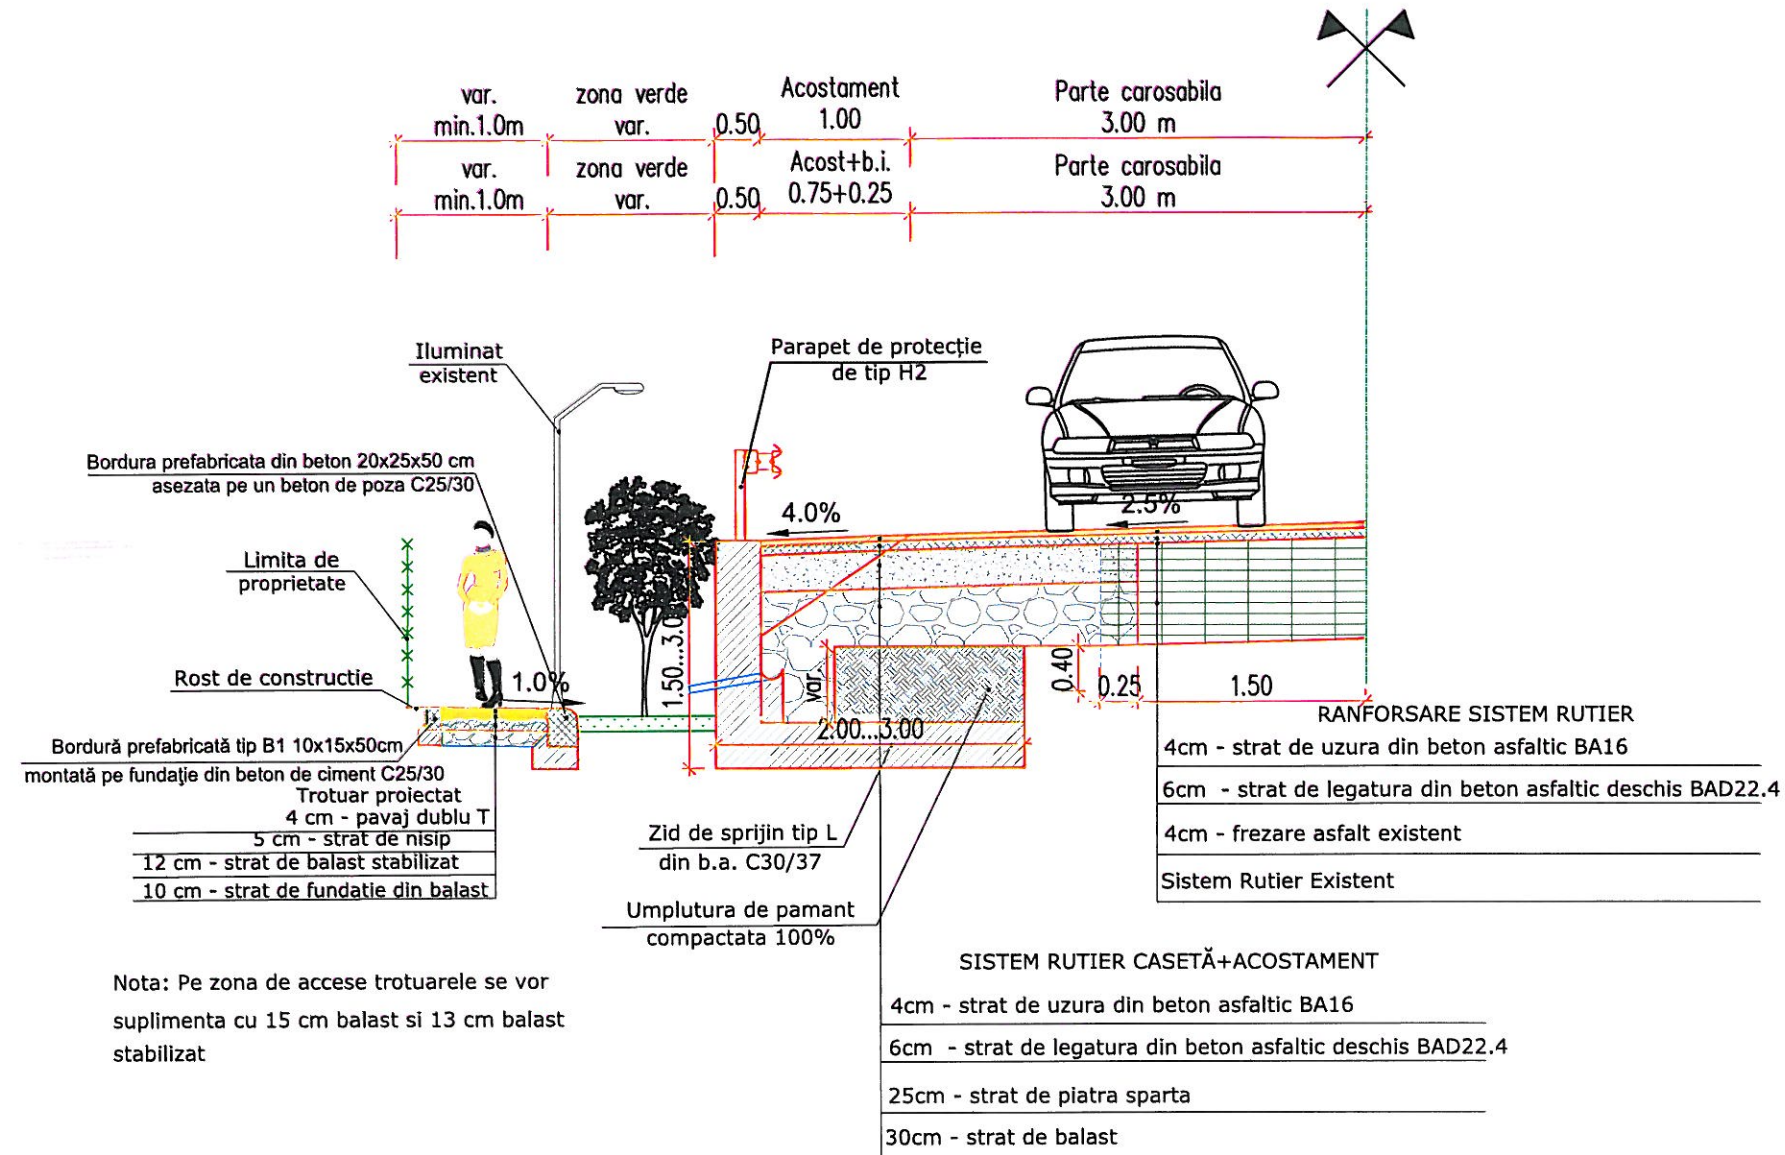 var.
min.1.0m
zona verde
var.
0.50
Acostament
1.00
Parte carosabila
3.00 m
var.
min.1.0m
zona verde
var.
0.50
Acost+b.i.
0.75+0.25
Parte carosabila
3.00 m
Iluminat
existent
Parapet de protecție
de tip H2
Bordura prefabricata din beton 20x25x50 cm
asezata pe un beton de poza C25/30
4.0%
2.5%
Limita de
proprietate
Rost de constructie
1.0%
1.50...3.0
var.
0.40
0.25
1.50
2.00...3.00
Bordură prefabricată tip B1 10x15x50cm
montată pe fundație din beton de ciment C25/30
Trotuar proiectat
4 cm - pavaj dublu T
5 cm - strat de nisip
12 cm - strat de balast stabilizat
10 cm - strat de fundatie din balast
Zid de sprijin tip L
din b.a. C30/37
Umplutura de pamant
compactata 100%
RANFORSARE SISTEM RUTIER
4cm - strat de uzura din beton asfaltic BA16
6cm - strat de legatura din beton asfaltic deschis BAD22.4
4cm - frezare asfalt existent
Sistem Rutier Existent
Nota: Pe zona de accese trotuarele se vor
suplimenta cu 15 cm balast si 13 cm balast
stabilizat
SISTEM RUTIER CASETĂ+ACOSTAMENT
4cm - strat de uzura din beton asfaltic BA16
6cm - strat de legatura din beton asfaltic deschis BAD22.4
25cm - strat de piatra sparta
30cm - strat de balast